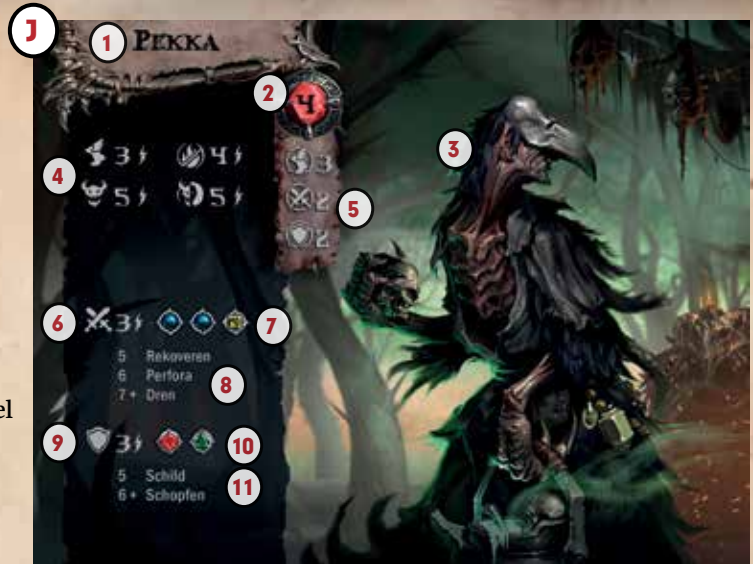 J
1 PEKKA
2 4
3
4 3 4
5 5
3
5 2
2
6 3 7
5 Rekoveren
6 Perfora
8
7+ Dren
el
9 3 10
5 Schild
11
6+ Schopfen